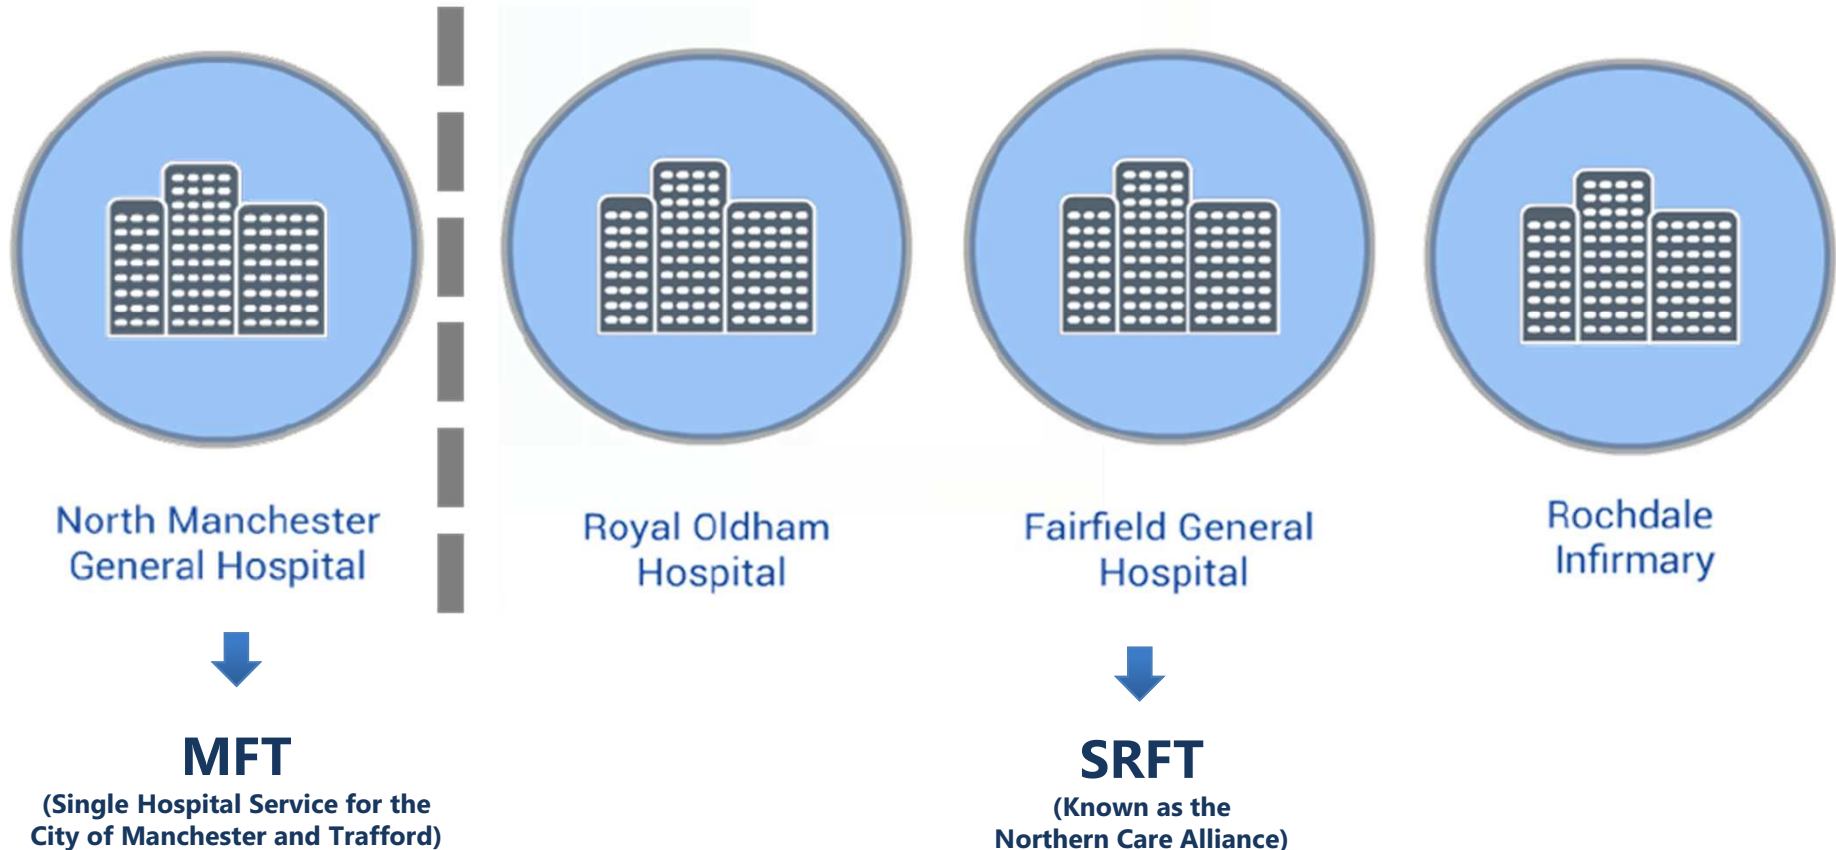 North Manchester
General Hospital
Royal Oldham
Hospital
Fairfield General
Hospital
Rochdale
Infirmary
MFT
(Single Hospital Service for the
City of Manchester and Trafford)
SRFT
(Known as the
Northern Care Alliance)